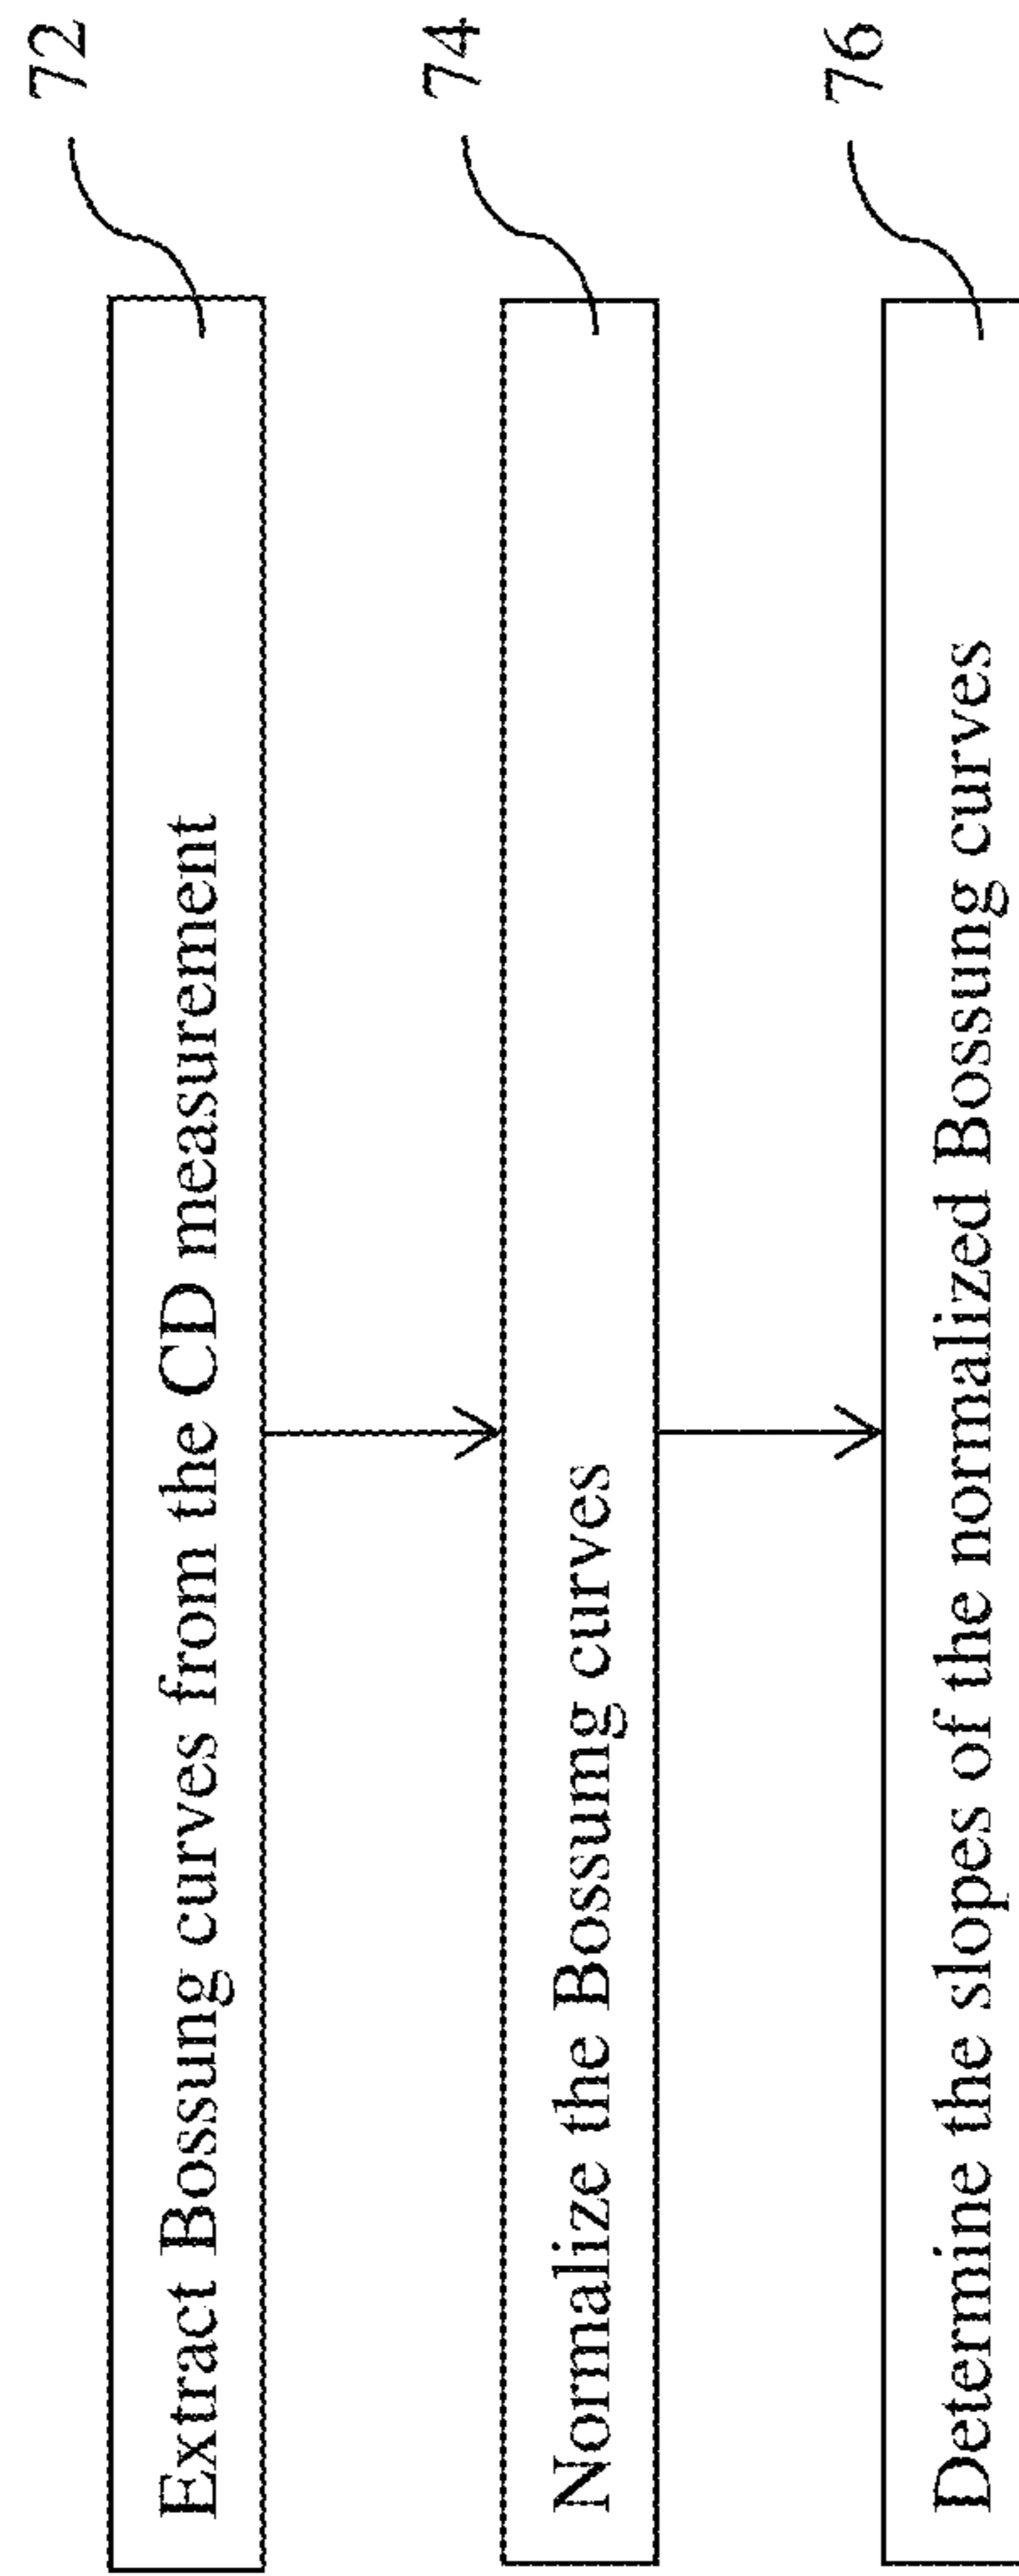 Extract Bossung curves from the CD measurement
72
Normalize the Bossung curves
74
Determine the slopes of the normalized Bossung curves
76